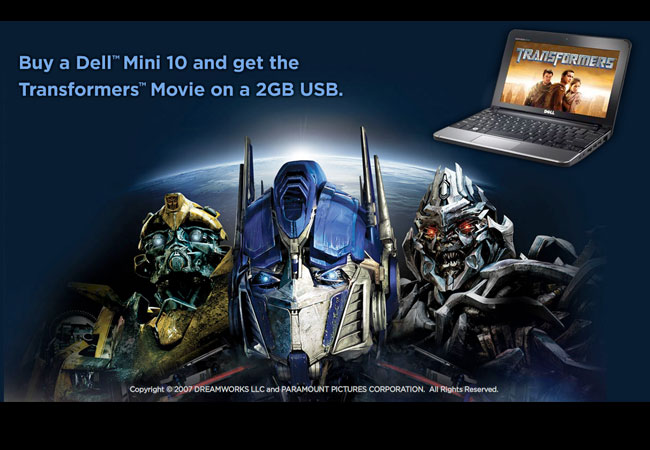 Buy a Dell™ Mini 10 and get the
Transformers™ Movie on a 2GB USB.
TRANSFORMERS
DELL
Copyright © 2007 DREAMWORKS LLC and PARAMOUNT PICTURES CORPORATION. All Rights Reserved.